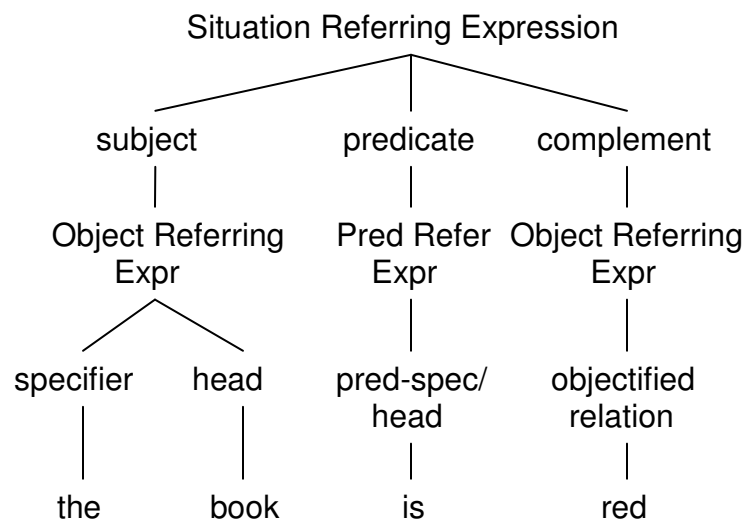 Situation Referring Expression
subject predicate complement
Object Referring Pred Refer Object Referring
Expr Expr Expr
specifier head pred-spec/ objectified
head relation
the book is red